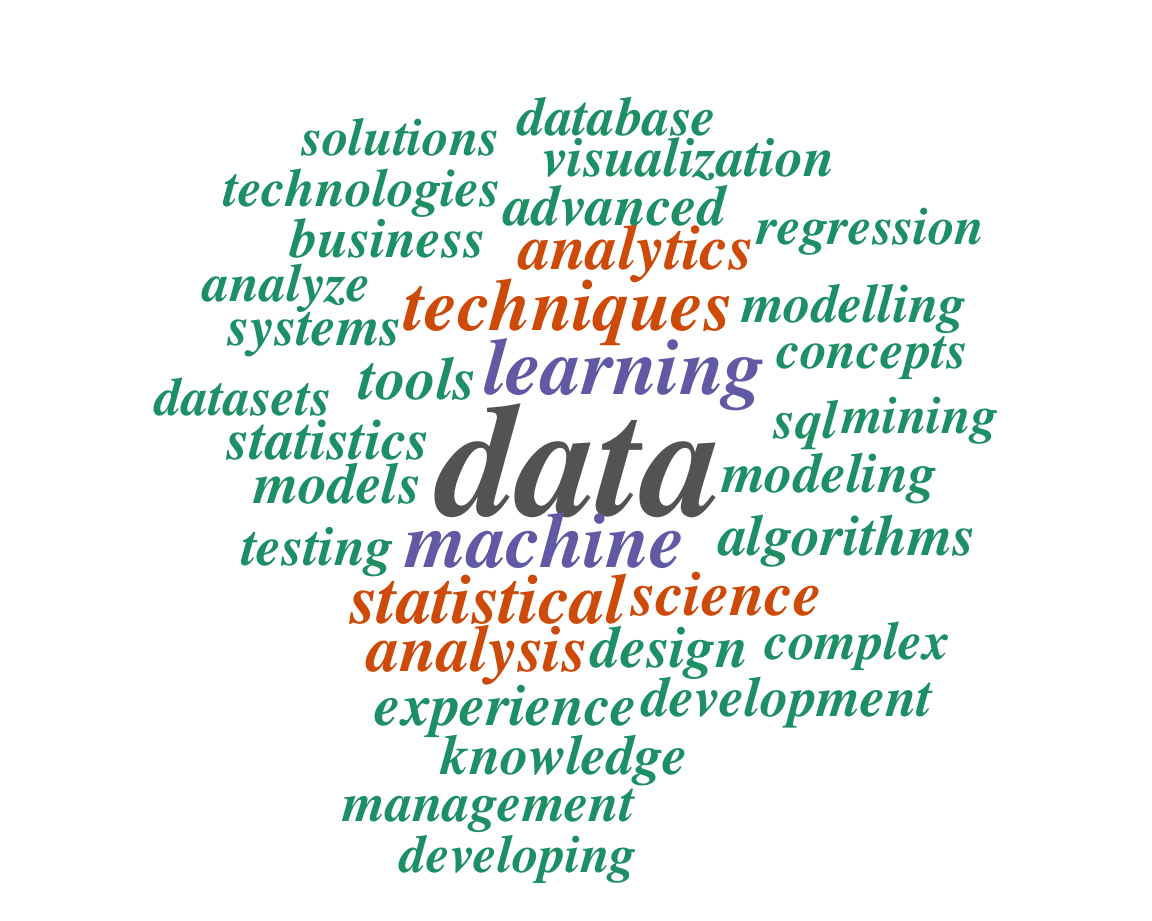 database
solutions
visualization
technologies
advanced
regression
business
analytics
analyze
techniques
modelling
systems
concepts
learning
tools
datasets
sql
mining
statistics
data
modeling
models
algorithms
machine
testing
statistical
science
analysis
design
complex
experience
development
knowledge
management
developing